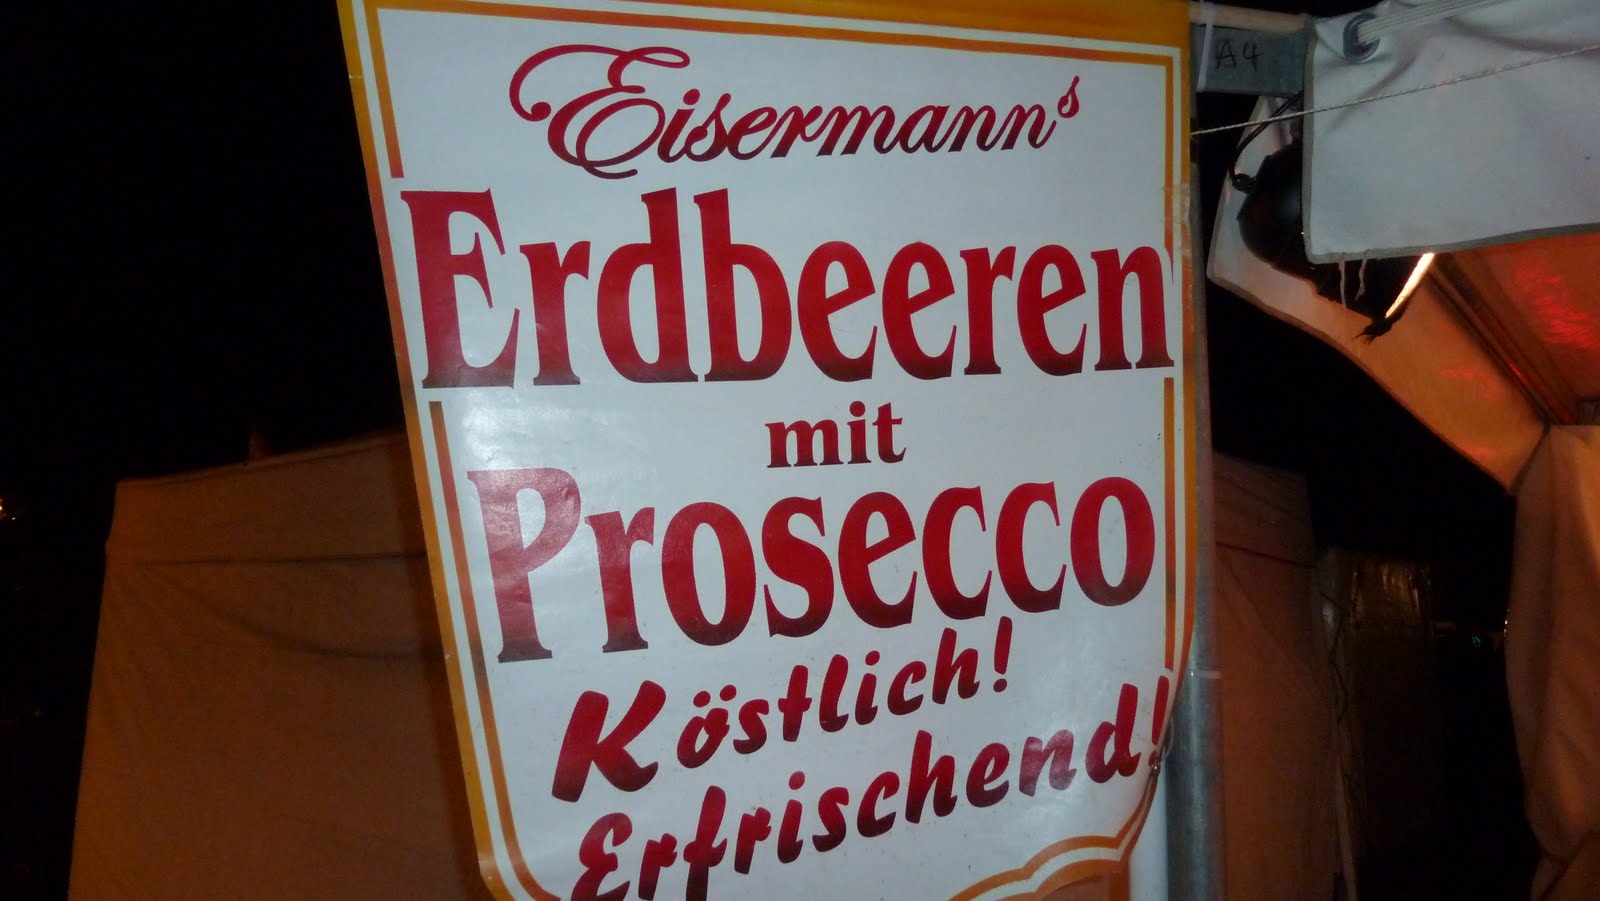 Eisermann's
Erdbeeren
mit
Prosecco
Köstlich!
Erfrischend!
A4